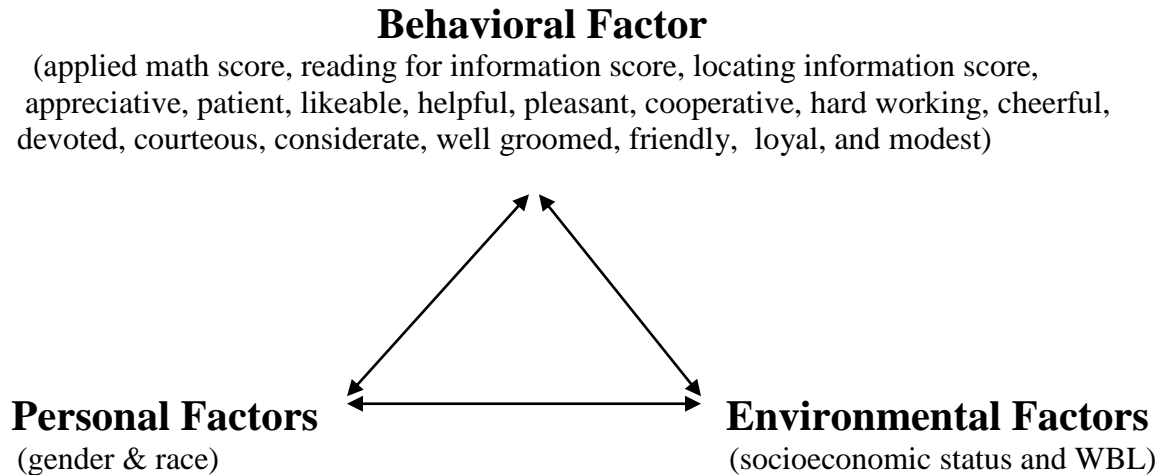 Behavioral Factor
(applied math score, reading for information score, locating information score,
appreciative, patient, likeable, helpful, pleasant, cooperative, hard working, cheerful,
devoted, courteous, considerate, well groomed, friendly, loyal, and modest)
Personal Factors
(gender & race)
Environmental Factors
(socioeconomic status and WBL)